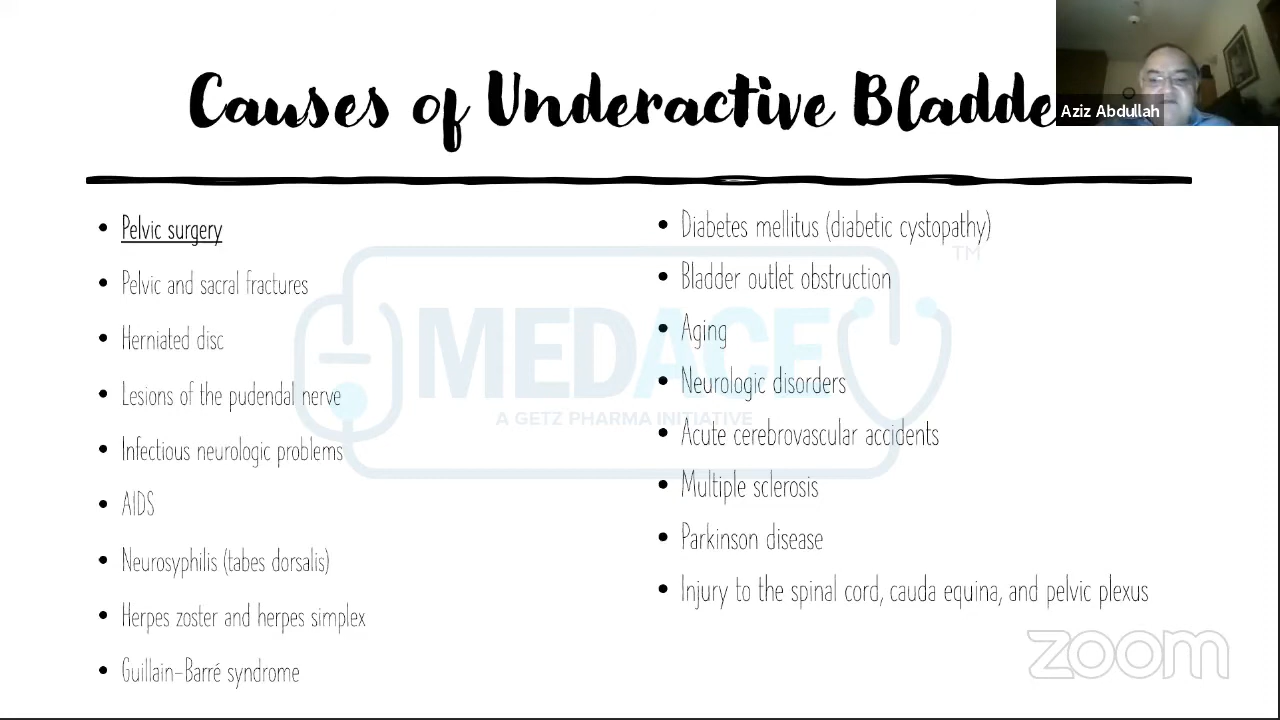 Causes of Underactive Bladde
Aziz Abdullah
• Pelvic surgery
• Pelvic and sacral fractures
• Herniated disc
• Lesions of the pudendal nerve
• Infectious neurologic problems
• AIDS
• Neurosyphilis (tabes dorsalis)
• Herpes zoster and herpes simplex
• Guillain-Barré syndrome
• Diabetes mellitus (diabetic cystopathy)
• Bladder outlet obstruction
• Aging
• Neurologic disorders
• Acute cerebrovascular accidents
• Multiple sclerosis
• Parkinson disease
• Injury to the spinal cord, cauda equina, and pelvic plexus
TM
MEDACE
A GETZ PHARMA INITIATIVE
zoom